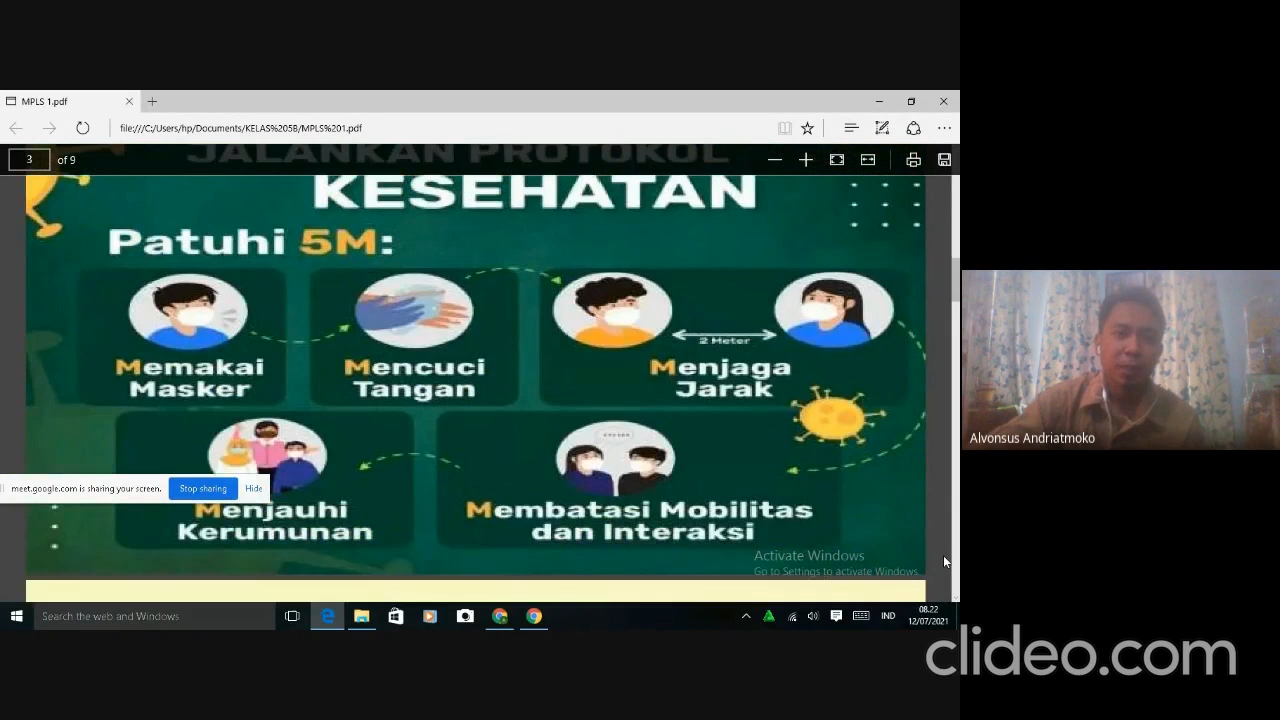 MPLS 1.pdf
file:///C:/Users/hp/Documents/KELAS%205B/MPLS%201.pdf
3 of 9
JALANKAN PROTOKOL
KESEHATAN
Patuhi 5M:
Memakai
Masker
Mencuci
Tangan
2 Meter
Menjaga
Jarak
meet.google.com is sharing your screen. Stop sharing Hide
Menjauhi
Kerumunan
Membatasi Mobilitas
dan Interaksi
Activate Windows
Go to Settings to activate Windows.
Alvonsus Andriatmoko
Search the web and Windows
IND
08.22
12/07/2021
clideo.com